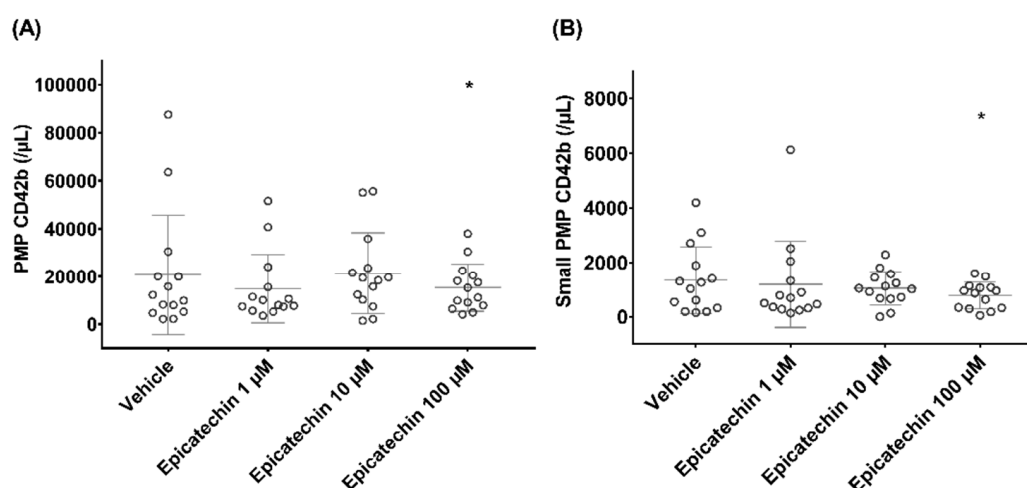 (A)
PMP CD42b (/µL)
100000
80000
60000
40000
20000
0
*
Vehicle
Epicatechin 1 µM
Epicatechin 10 µM
Epicatechin 100 µM
(B)
Small PMP CD42b (/µL)
8000
6000
4000
2000
0
*
Vehicle
Epicatechin 1 µM
Epicatechin 10 µM
Epicatechin 100 µM